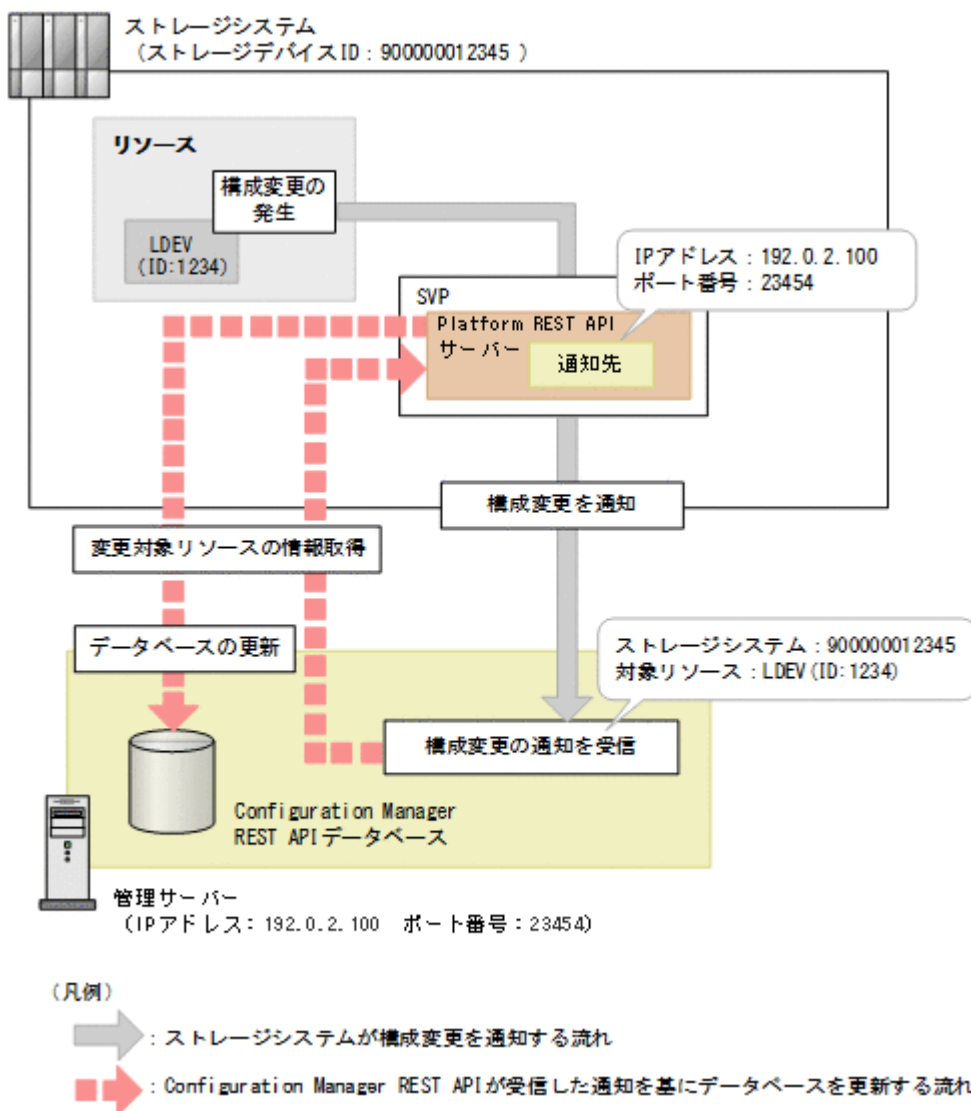 ストレージシステム
（ストレージデバイスID：900000012345 ）
リソース
構成変更の
発生
LDEV
(ID:1234)
IPアドレス：192.0.2.100
ポート番号：23454
SVP
Platform REST API
サーバー
通知先
構成変更を通知
変更対象リソースの情報取得
データベースの更新
ストレージシステム：900000012345
対象リソース：LDEV(ID:1234)
構成変更の通知を受信
Configuration Manager
REST APIデータベース
管理サーバー
（IPアドレス：192.0.2.100　ポート番号：23454）
（凡例）
：ストレージシステムが構成変更を通知する流れ
：Configuration Manager REST APIが受信した通知を基にデータベースを更新する流れ